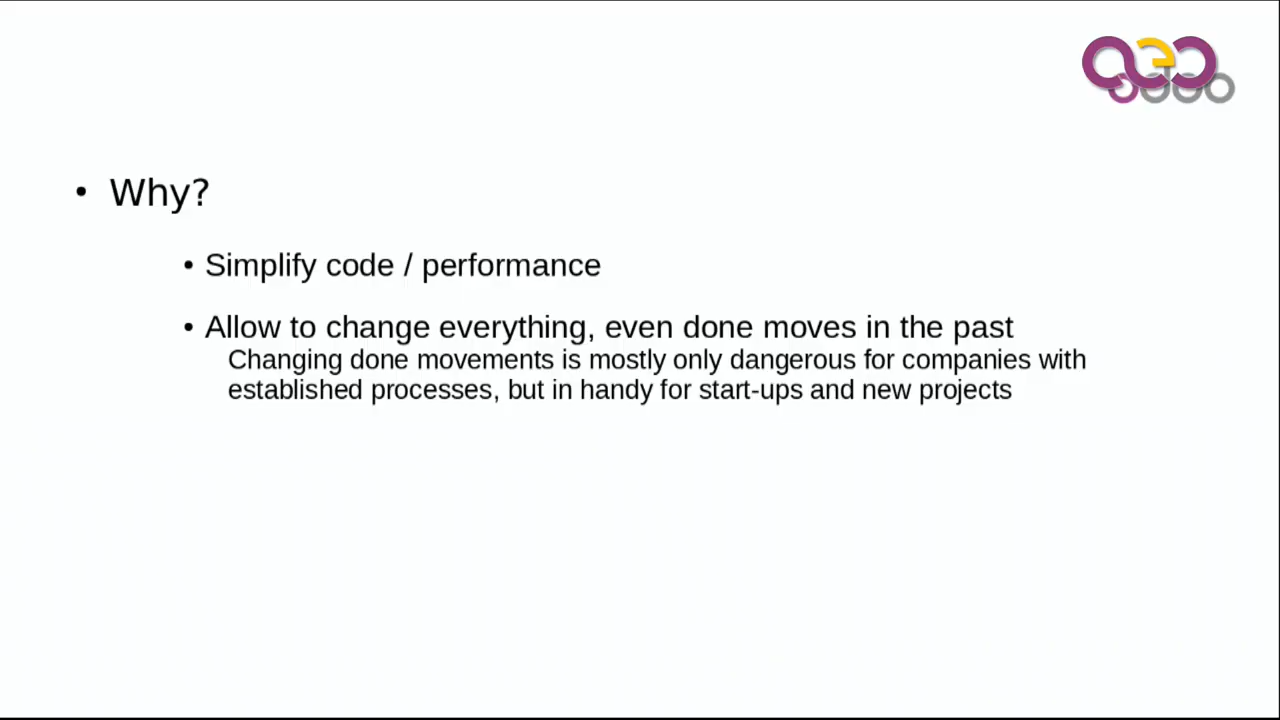 • Why?
• Simplify code / performance
• Allow to change everything, even done moves in the past
Changing done movements is mostly only dangerous for companies with
established processes, but in handy for start-ups and new projects